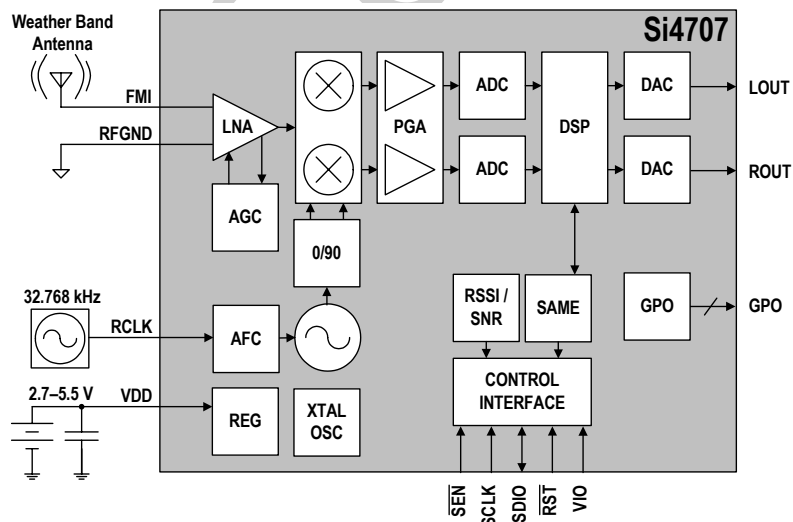 Weather Band
Antenna
Si4707
FMI
RFGND
LNA
AGC
PGA
ADC
ADC
DSP
DAC
DAC
LOUT
ROUT
0/90
32.768 kHz
RCLK
AFC
RSSI /
SNR
SAME
GPO
GPO
2.7–5.5 V
VDD
REG
XTAL
OSC
CONTROL
INTERFACE
SEN
SCLK
SDIO
RST
VIO